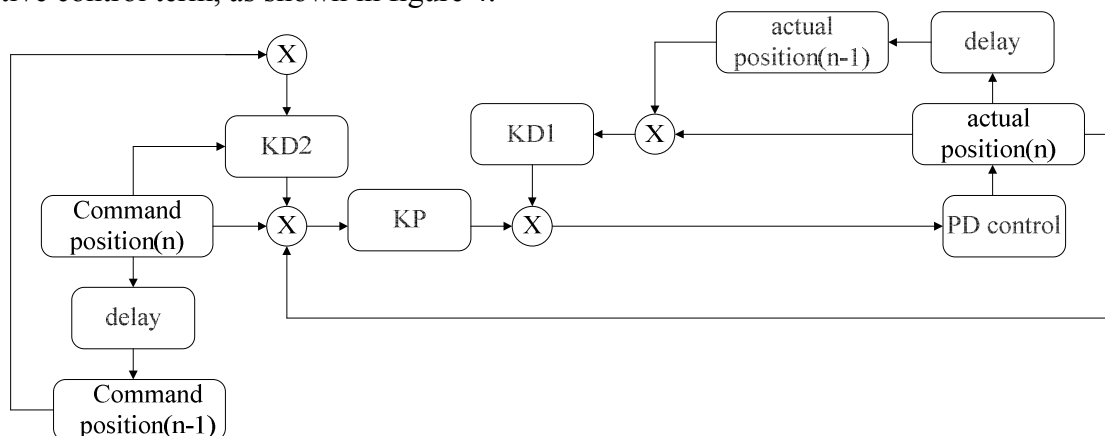 tive control term, as shown in figure 4.
X
actual
position(n-1)
delay
KD2
KD1
X
actual
position(n)
Command
position(n)
X
KP
X
PD control
delay
Command
position(n-1)